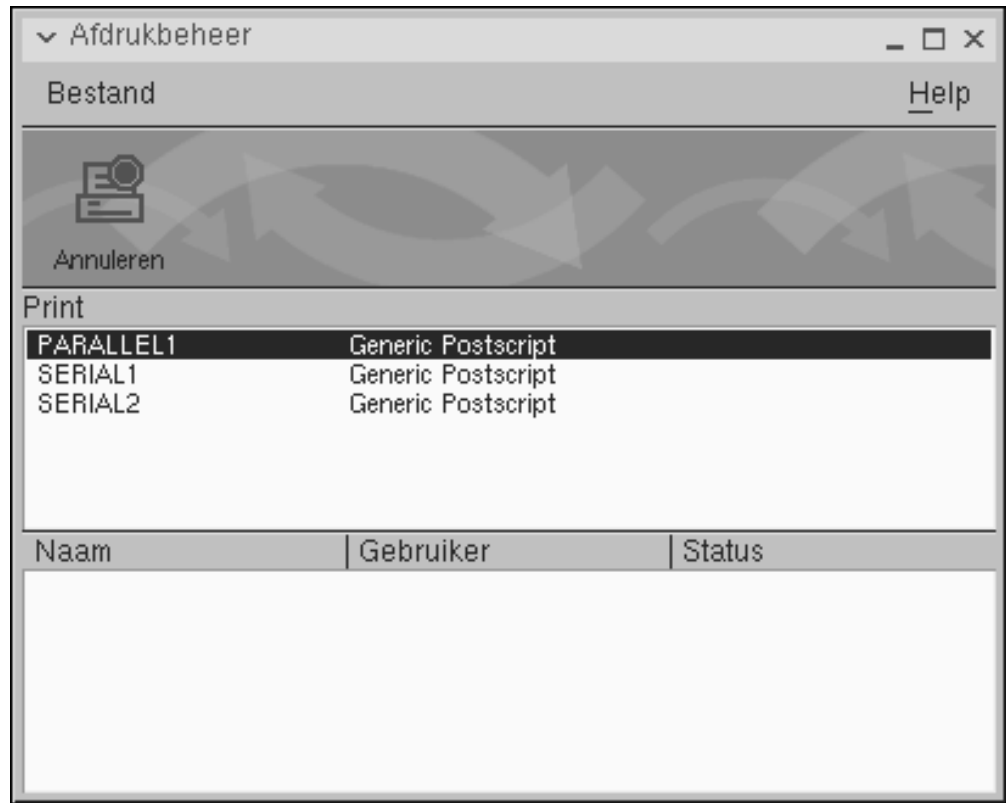 Afdrukbeheer
Bestand Help
Annuleren
Print
PARALLEL1 Generic Postscript
SERIAL1 Generic Postscript
SERIAL2 Generic Postscript
Naam Gebruiker Status